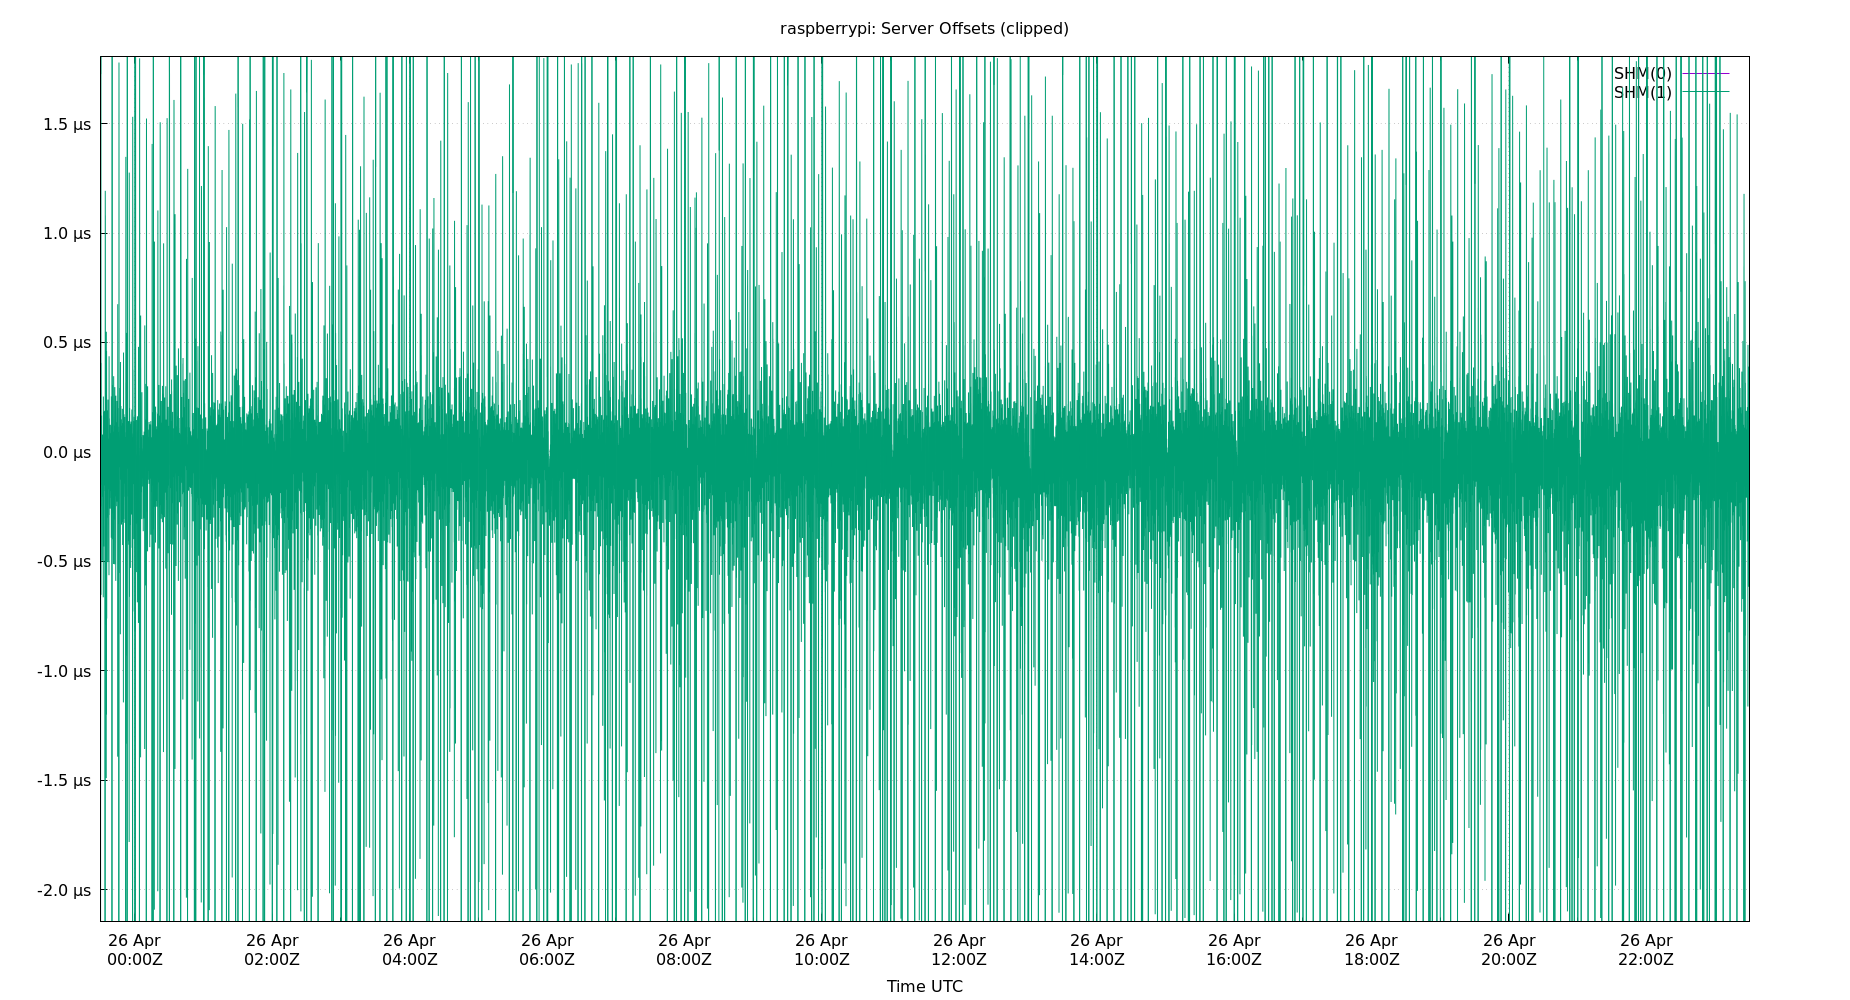 raspberrypi: Server Offsets (clipped)
SHM(0)
SHM(1)
1.5 µs
1.0 µs
0.5 µs
0.0 µs
-0.5 µs
-1.0 µs
-1.5 µs
-2.0 µs
26 Apr 26 Apr 26 Apr 26 Apr 26 Apr 26 Apr 26 Apr 26 Apr 26 Apr 26 Apr 26 Apr 26 Apr
00:00Z 02:00Z 04:00Z 06:00Z 08:00Z 10:00Z 12:00Z 14:00Z 16:00Z 18:00Z 20:00Z 22:00Z
Time UTC